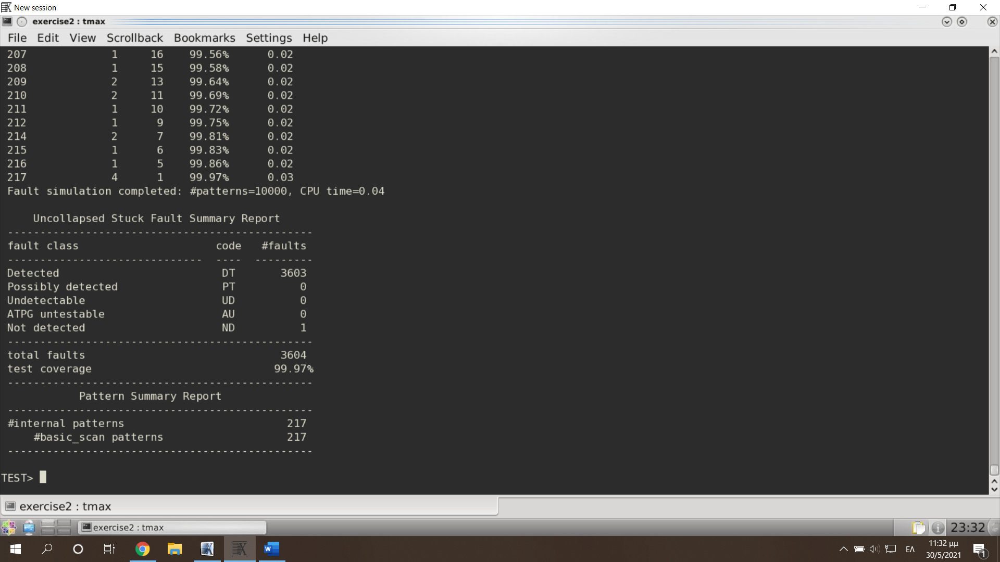 New session
exercise2 : tmax
File Edit View Scrollback Bookmarks Settings Help
207 1 16 99.56% 0.02
208 1 15 99.58% 0.02
209 2 13 99.64% 0.02
210 2 11 99.69% 0.02
211 1 10 99.72% 0.02
212 1 9 99.75% 0.02
214 2 7 99.81% 0.02
215 1 6 99.83% 0.02
216 1 5 99.86% 0.02
217 4 1 99.97% 0.03
Fault simulation completed: #patterns=10000, CPU time=0.04
Uncollapsed Stuck Fault Summary Report
-----------------------------------------------
fault class code #faults
------------------------------ ---- ---------
Detected DT 3603
Possibly detected PT 0
Undetectable UD 0
ATPG untestable AU 0
Not detected ND 1
-----------------------------------------------
total faults 3604
test coverage 99.97%
-----------------------------------------------
Pattern Summary Report
-----------------------------------------------
#internal patterns 217
#basic_scan patterns 217
-----------------------------------------------
TEST>
exercise2 : tmax
exercise2 : tmax
23:32
ΕΛ
11:32 μμ
30/5/2021
1